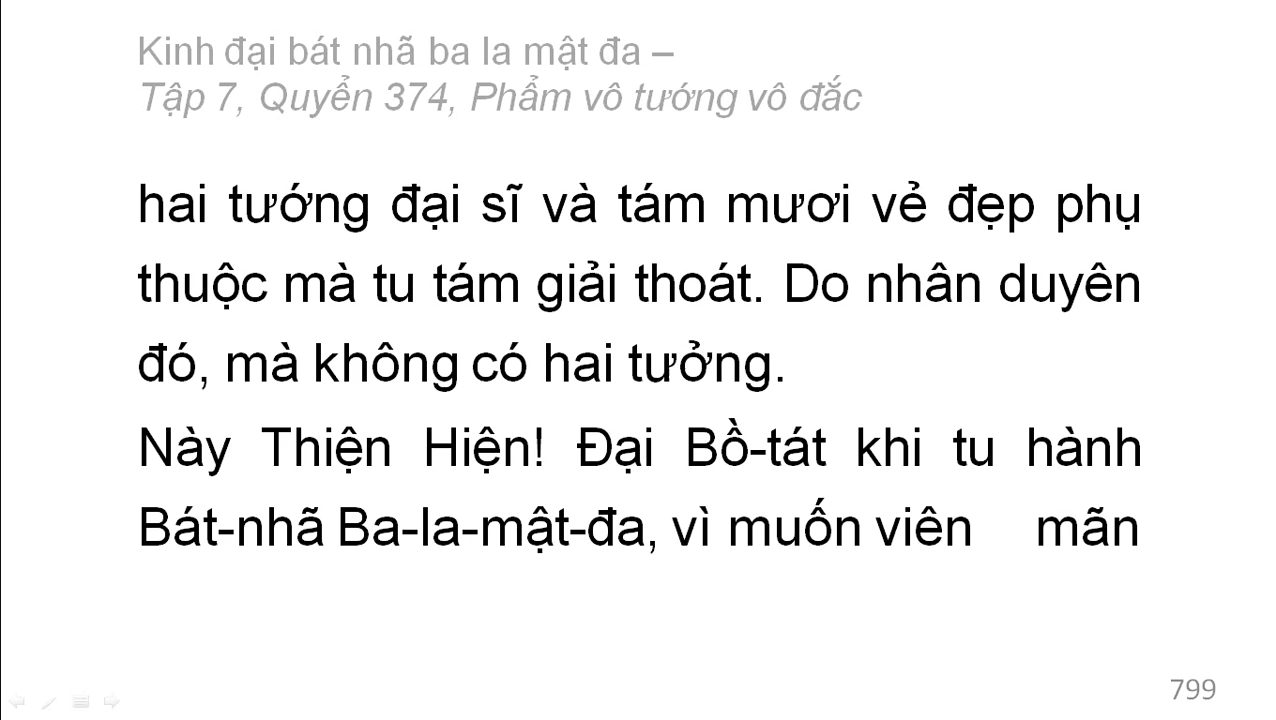 Kinh đại bát nhã ba la mật đa –
Tập 7, Quyển 374, Phẩm vô tướng vô đắc
hai tướng đại sĩ và tám mươi vẻ đẹp phụ
thuộc mà tu tám giải thoát. Do nhân duyên
đó, mà không có hai tưởng.
Này Thiện Hiện! Đại Bồ-tát khi tu hành
Bát-nhã Ba-la-mật-đa, vì muốn viên mãn
799